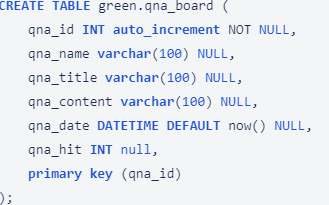 CREATE TABLE green.qna_board (
qna_id INT auto_increment NOT NULL,
qna_name varchar(100) NULL,
qna_title varchar(100) NULL,
qna_content varchar(100) NULL,
qna_date DATETIME DEFAULT now() NULL,
qna_hit INT null,
primary key (qna_id)
);